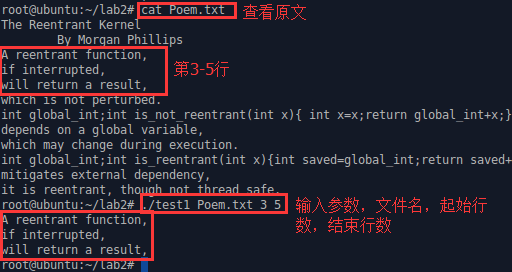 root@ubuntu:~/lab2# cat Poem.txt 查看原文
The Reentrant Kernel
By Morgan Phillips
A reentrant function,
if interrupted, 第3-5行
will return a result,
which is not perturbed.
int global_int;int is_not_reentrant(int x){ int x=x;return global_int+x;}
depends on a global variable,
which may change during execution.
int global_int;int is_reentrant(int x){int saved=global_int;return saved+
mitigates external dependency,
it is reentrant, though not thread safe.
root@ubuntu:~/lab2# ./test1 Poem.txt 3 5 输入参数，文件名，起始行
A reentrant function, 数，结束行数
if interrupted,
will return a result,
root@ubuntu:~/lab2#